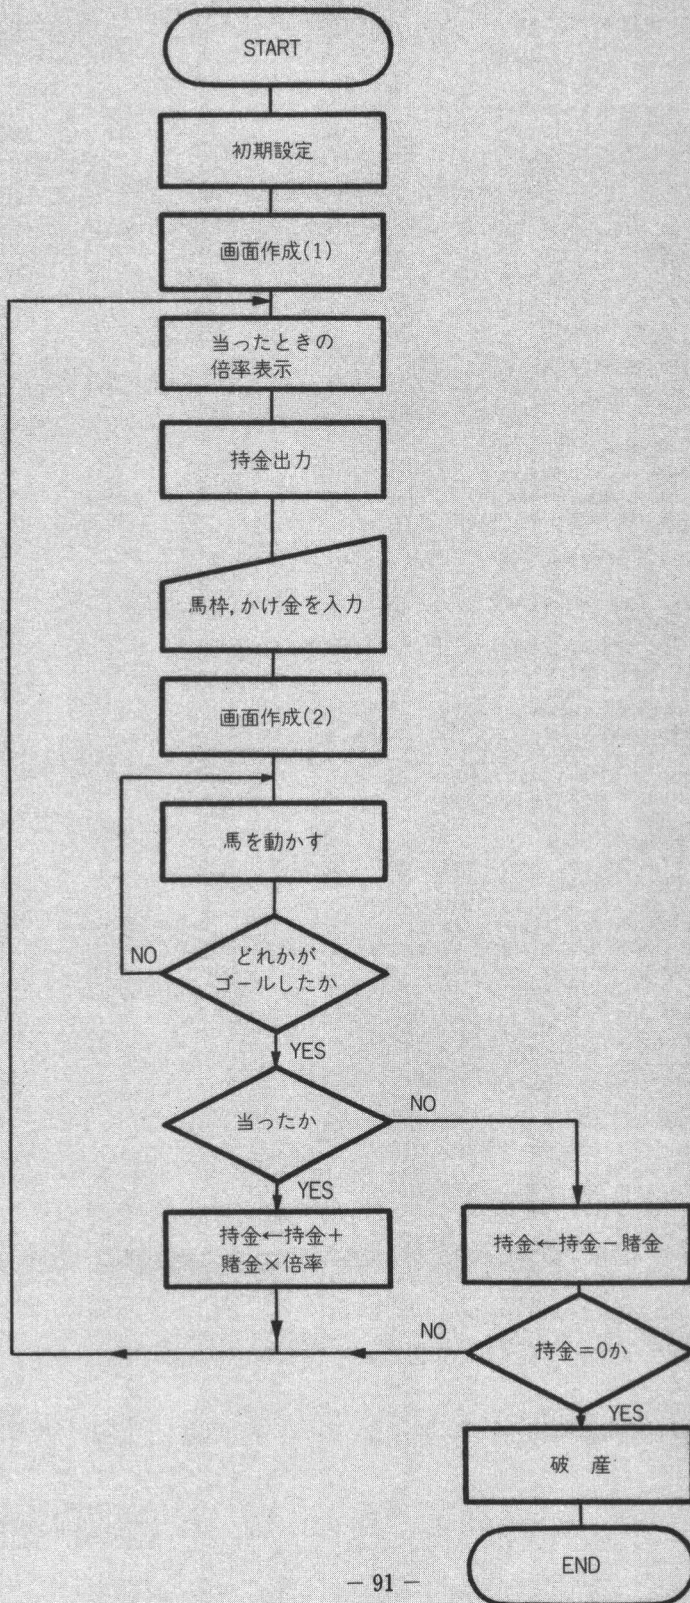 START
初期設定
画面作成(1)
当ったときの
倍率表示
持金出力
馬枠,かけ金を入力
画面作成(2)
馬を動かす
どれかが
ゴールしたか
NO
YES
当ったか
NO
YES
持金←持金+
賭金×倍率
持金←持金-賭金
持金=0か
NO
YES
破 産
END
- 91 -